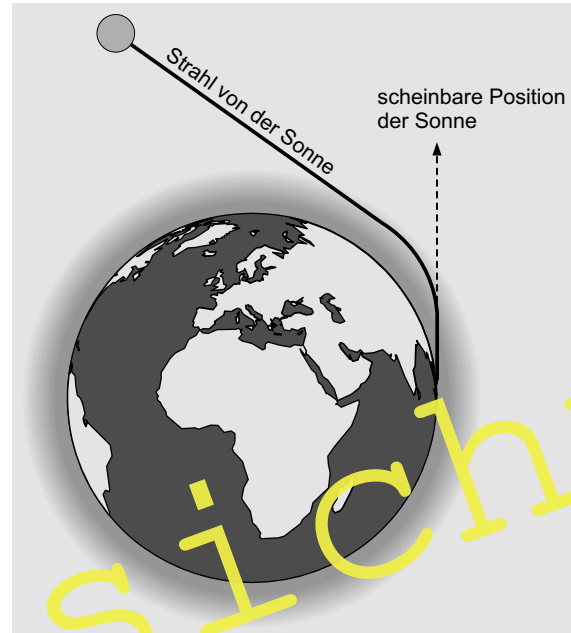 Strahl von der Sonne
scheinbare Position
der Sonne
sich